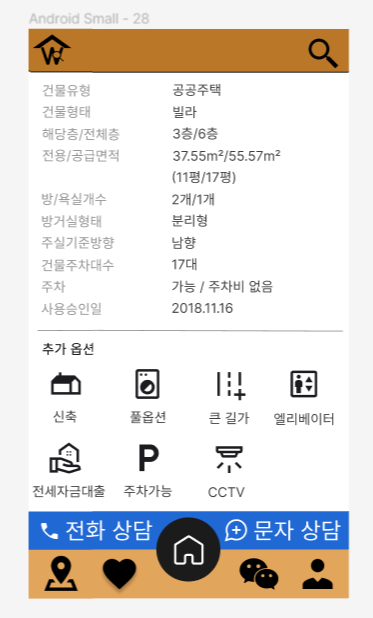 Android Small - 28
건물유형 공공주택
건물형태 빌라
해당층/전체층 3층/6층
전용/공급면적 37.55m²/55.57m²
(11평/17평)
방/욕실개수 2개/1개
방거실형태 분리형
주실기준방향 남향
건물주차대수 17대
주차 가능 / 주차비 없음
사용승인일 2018.11.16
추가 옵션
신축 풀옵션 큰 길가 엘리베이터
P
전세자금대출 주차가능 CCTV
전화 상담 문자 상담